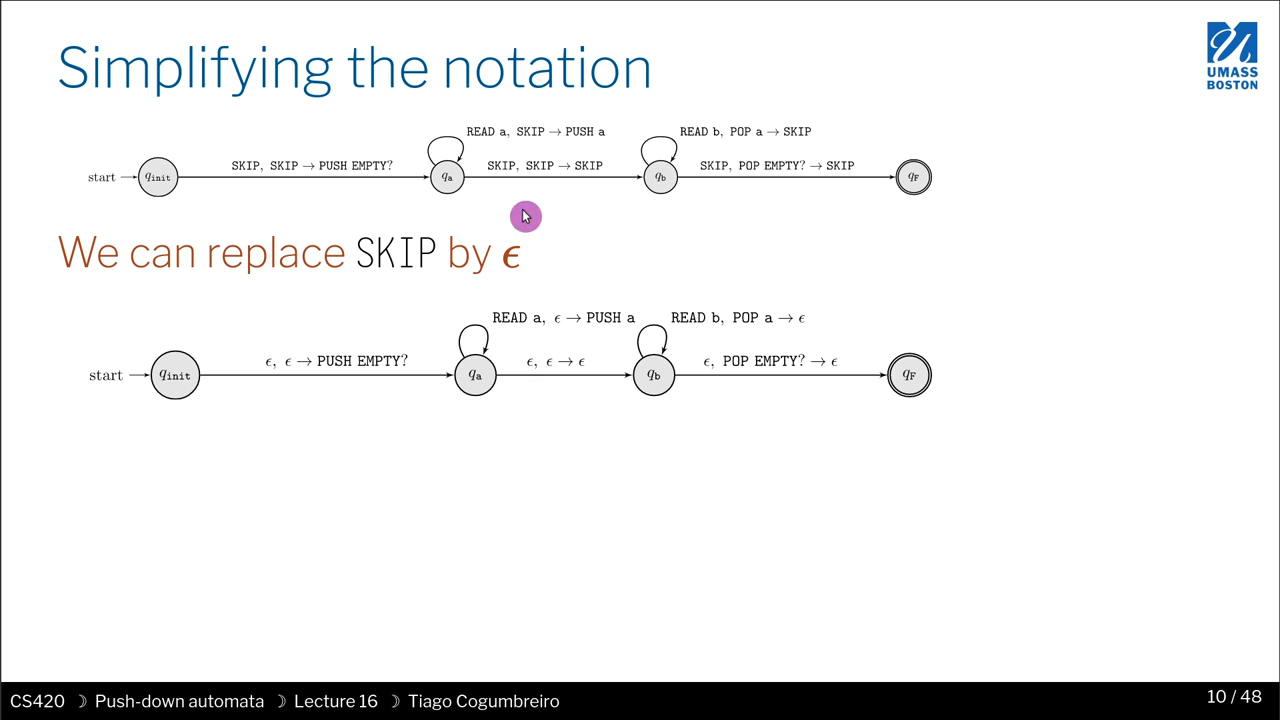 Simplifying the notation
UMASS
BOSTON
READ a, SKIP → PUSH a
READ b, POP a → SKIP
SKIP, SKIP → PUSH EMPTY?
SKIP, SKIP → SKIP
SKIP, POP EMPTY? → SKIP
start
q_init
q_a
q_b
q_F
We can replace SKIP by ϵ
READ a, ϵ → PUSH a
READ b, POP a → ϵ
ϵ, ϵ → PUSH EMPTY?
ϵ, ϵ → ϵ
ϵ, POP EMPTY? → ϵ
start
q_init
q_a
q_b
q_F
CS420 ☽ Push-down automata ☽ Lecture 16 ☽ Tiago Cogumbreiro
10 / 48